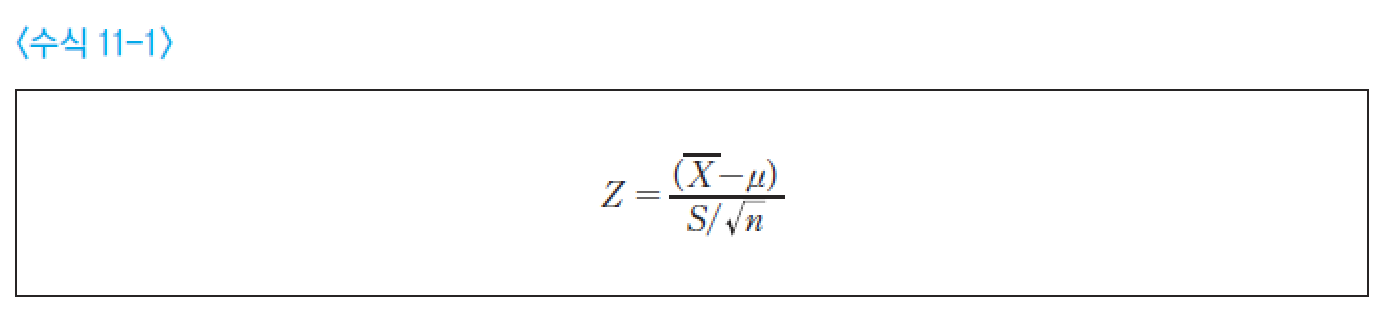 〈수식 11-1〉
Z = (X̄-μ) / S/√n